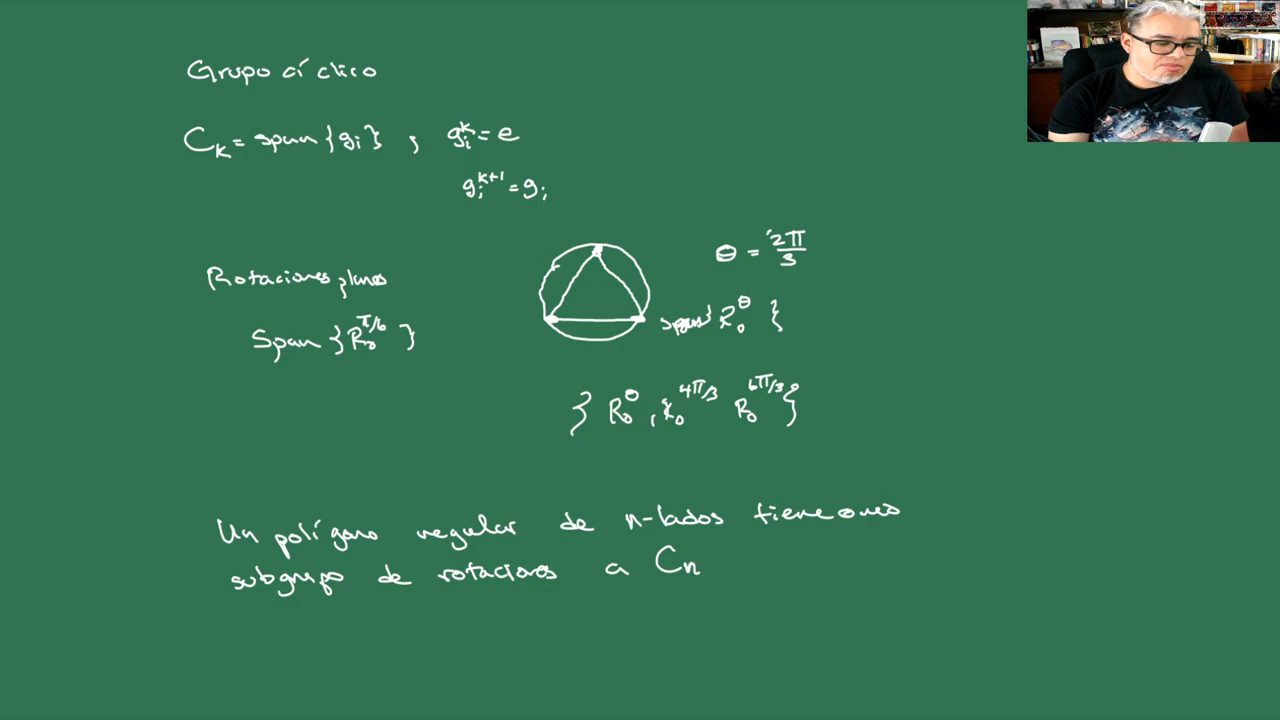 Grupo cíclico
C_k = span {g_i} ; g_i^k = e
g_i^{k+1} = g_i
Rotaciones planas
Span {R_0^{π/6}}
θ = 2π/3
span{R_0^θ}
{R_0^θ, R_0^{4π/3} R_0^{6π/3}}
Un polígono regular de n-lados tiene
subgrupo de rotaciones a Cn